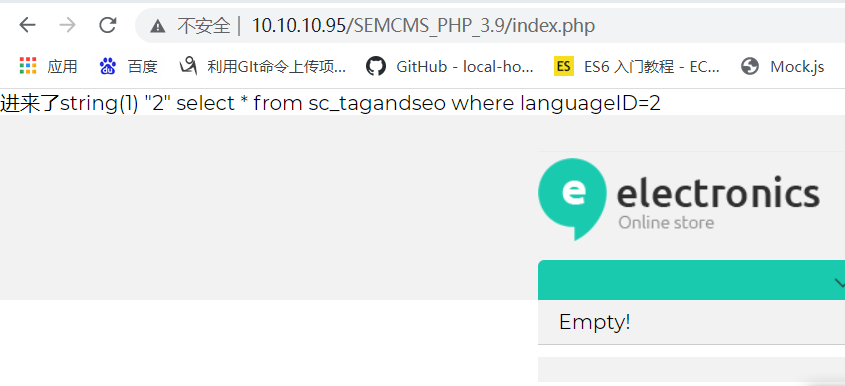 不安全 | 10.10.10.95/SEMCMS_PHP_3.9/index.php
应用 百度 利用GIt命令上传项... GitHub - local-ho... ES ES6 入门教程 - EC... Mock.js
进来了string(1) "2" select * from sc_tagandseo where languageID=2
e electronics
Online store
Empty!